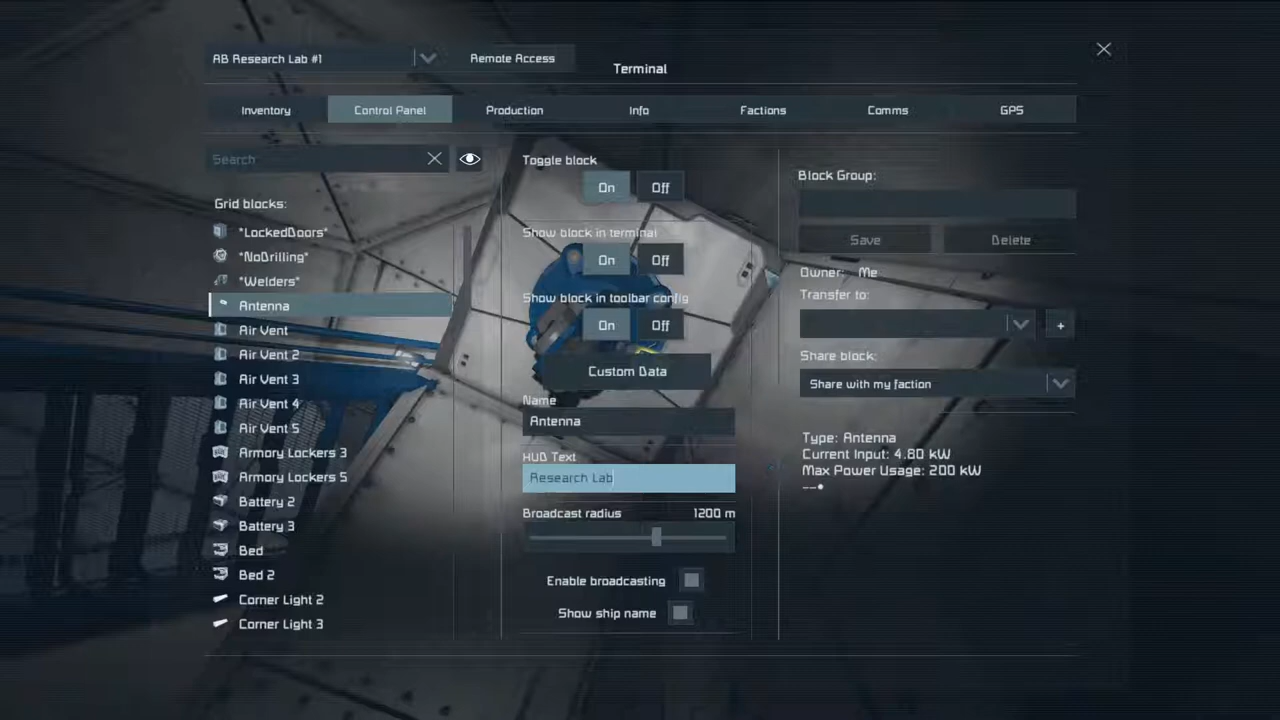 AB Research Lab #1
Remote Access
Terminal
Inventory
Control Panel
Production
Info
Factions
Comms
GPS
Search
Grid blocks:
*LockedDoors*
*NoDrilling*
*Welders*
Antenna
Air Vent
Air Vent 2
Air Vent 3
Air Vent 4
Air Vent 5
Armory Lockers 3
Armory Lockers 5
Battery 2
Battery 3
Bed
Bed 2
Corner Light 2
Corner Light 3
Toggle block
On Off
Show block in terminal
On Off
Show block in toolbar config
On Off
Custom Data
Name
Antenna
HUD Text
Research Lab
Broadcast radius 1200 m
Enable broadcasting
Show ship name
Block Group:
Save Delete
Owner: Me
Transfer to:
+
Share block:
Share with my faction
Type: Antenna
Current Input: 4.80 kW
Max Power Usage: 200 kW